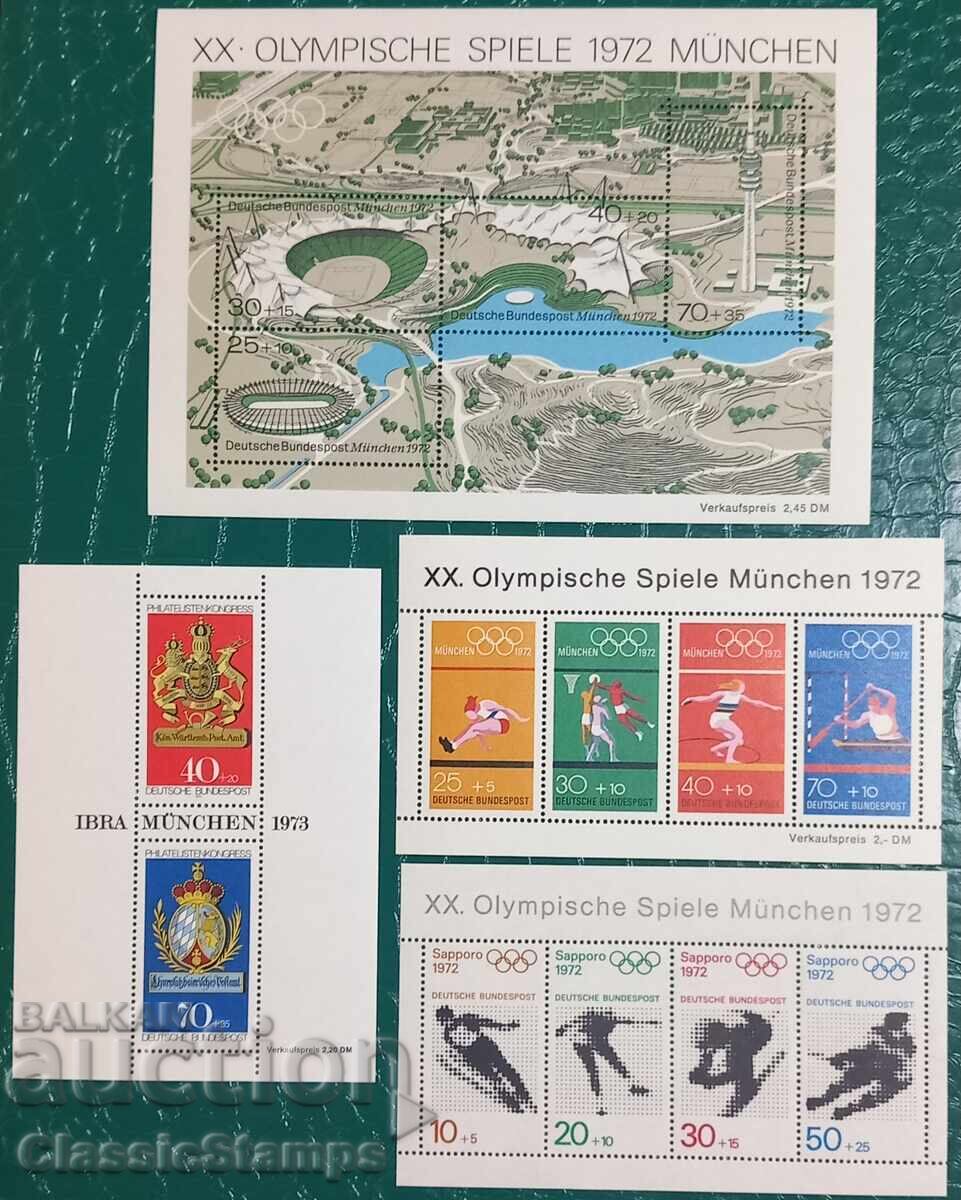 XX. OLYMPISCHE SPIELE 1972 MÜNCHEN
Deutsche Bundespost München 1972
30+15
40+20
Deutsche Bundespost München 1972
Deutsche Bundespost München 1972
70+35
25+10
Deutsche Bundespost München 1972
Verkaufspreis 2,45 DM
PHILATELISTENKONGRESS
Kön. Württemb. Post. Amt.
40+20
DEUTSCHE BUNDESPOST
IBRA MÜNCHEN 1973
PHILATELISTENKONGRESS
70+35
DEUTSCHE BUNDESPOST
Verkaufspreis 2,20 DM
XX. Olympische Spiele München 1972
MÜNCHEN 1972
25+5
DEUTSCHE BUNDESPOST
MÜNCHEN 1972
30+10
DEUTSCHE BUNDESPOST
MÜNCHEN 1972
40+10
DEUTSCHE BUNDESPOST
MÜNCHEN 1972
70+10
DEUTSCHE BUNDESPOST
Verkaufspreis 2,- DM
XX. Olympische Spiele München 1972
Sapporo
1972
DEUTSCHE BUNDESPOST
10+5
Sapporo
1972
DEUTSCHE BUNDESPOST
20+10
Sapporo
1972
DEUTSCHE BUNDESPOST
30+15
Sapporo
1972
DEUTSCHE BUNDESPOST
50+25
BALKAN
auction
ClassicStamps